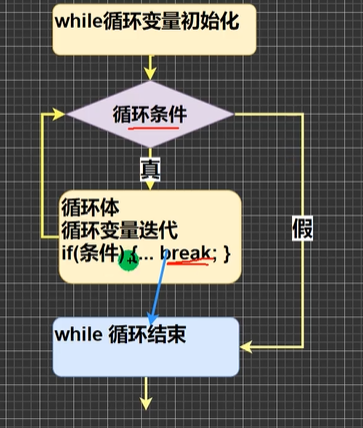 while循环变量初始化
循环条件
真
循环体
循环变量迭代
if(条件) {... break; }
假
while 循环结束